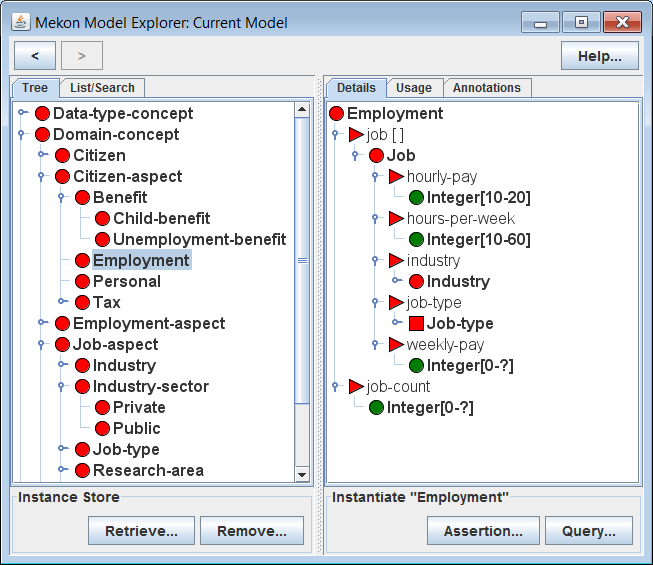 Mekon Model Explorer: Current Model
<
>
Help...
Tree
List/Search
Data-type-concept
Domain-concept
Citizen
Citizen-aspect
Benefit
Child-benefit
Unemployment-benefit
Employment
Personal
Tax
Employment-aspect
Job-aspect
Industry
Industry-sector
Private
Public
Job-type
Research-area
Instance Store
Retrieve...
Remove...
Details
Usage
Annotations
Employment
job [ ]
Job
hourly-pay
Integer[10-20]
hours-per-week
Integer[10-60]
industry
Industry
job-type
Job-type
weekly-pay
Integer[0-?]
job-count
Integer[0-?]
Instantiate "Employment"
Assertion...
Query...